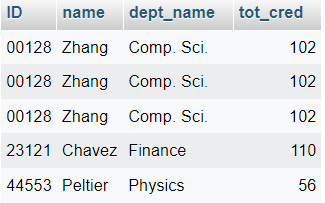 ID name dept_name tot_cred
00128 Zhang Comp. Sci. 102
00128 Zhang Comp. Sci. 102
00128 Zhang Comp. Sci. 102
23121 Chavez Finance 110
44553 Peltier Physics 56